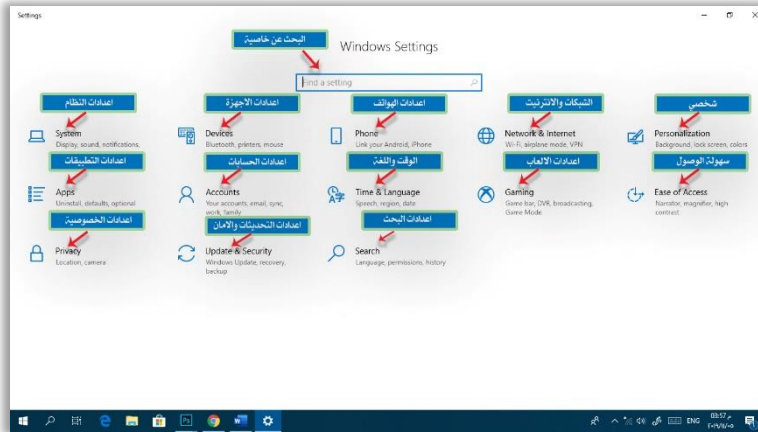 Settings
البحث عن خاصية
Windows Settings
Find a setting
اعدادات النظام
اعدادات الاجهزة
اعدادات الهواتف
الشبكات والانترنيت
شخصي
System
Display, sound, notifications,
Devices
Bluetooth, printers, mouse
Phone
Link your Android, iPhone
Network & Internet
Wi-Fi, airplane mode, VPN
Personalization
Background, lock screen, colors
اعدادات التطبيقات
اعدادات الحسابات
الوقت واللغة
اعدادات الالعاب
سهولة الوصول
Apps
Uninstall, defaults, optional
Accounts
Your accounts, email, sync,
work, family
Time & Language
Speech, region, date
Gaming
Game bar, DVR, broadcasting,
Game Mode
Ease of Access
Narrator, magnifier, high
contrast
اعدادات الخصوصية
اعدادات التحديثات والامان
اعدادات البحث
Privacy
Location, camera
Update & Security
Windows Update, recovery,
backup
Search
Language, permissions, history
ENG
03:57 م